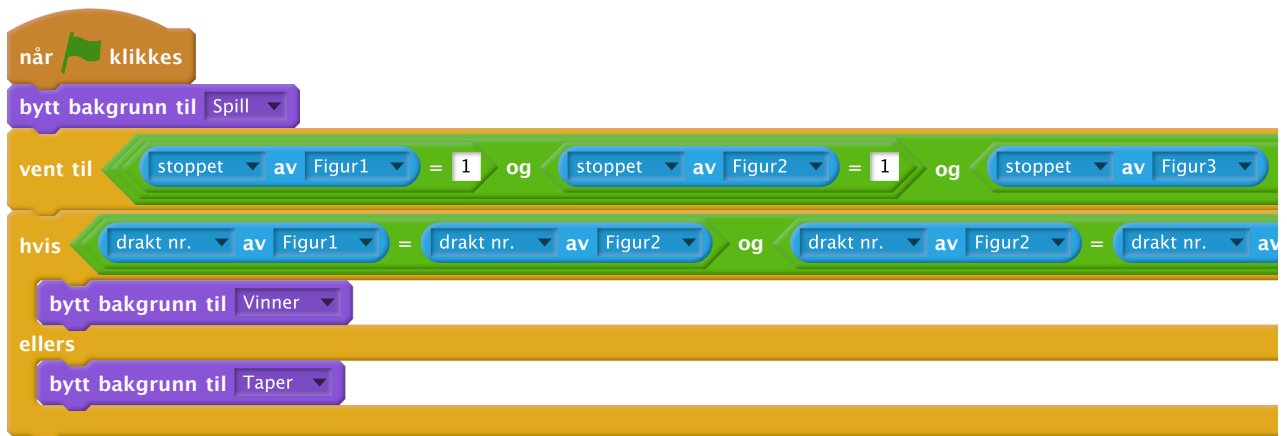 når klikkes
bytt bakgrunn til Spill
vent til stoppet av Figur1 = 1 og stoppet av Figur2 = 1 og stoppet av Figur3
hvis drakt nr. av Figur1 = drakt nr. av Figur2 og drakt nr. av Figur2 = drakt nr. av
bytt bakgrunn til Vinner
ellers
bytt bakgrunn til Taper